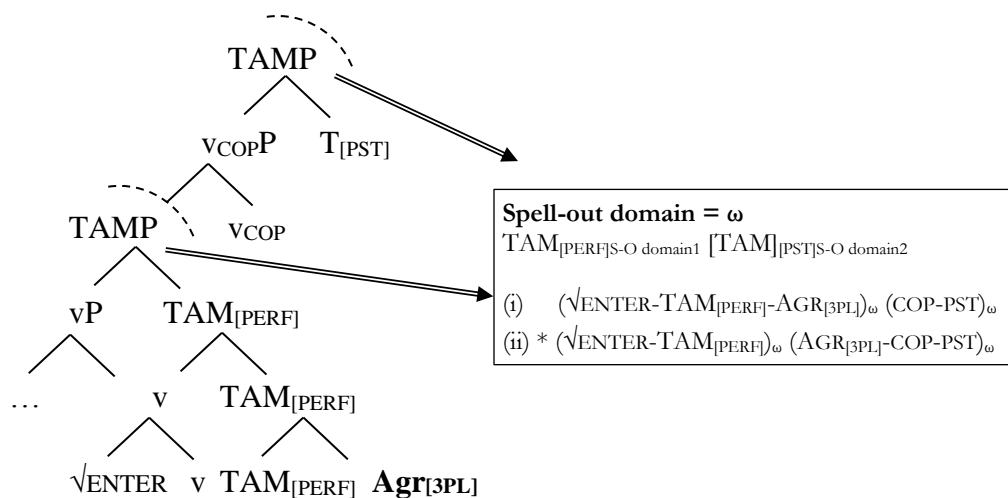 TAMP
vCOPP T[PST]
TAMP vCOP
vP TAM[PERF]
… v TAM[PERF]
√ENTER v TAM[PERF] Agr[3PL]
Spell-out domain = ω
TAM[PERF]S-O domain1 [TAM][PST]S-O domain2
(i) (√ENTER-TAM[PERF]-AGR[3PL])ω (COP-PST)ω
(ii) * (√ENTER-TAM[PERF])ω (AGR[3PL]-COP-PST)ω